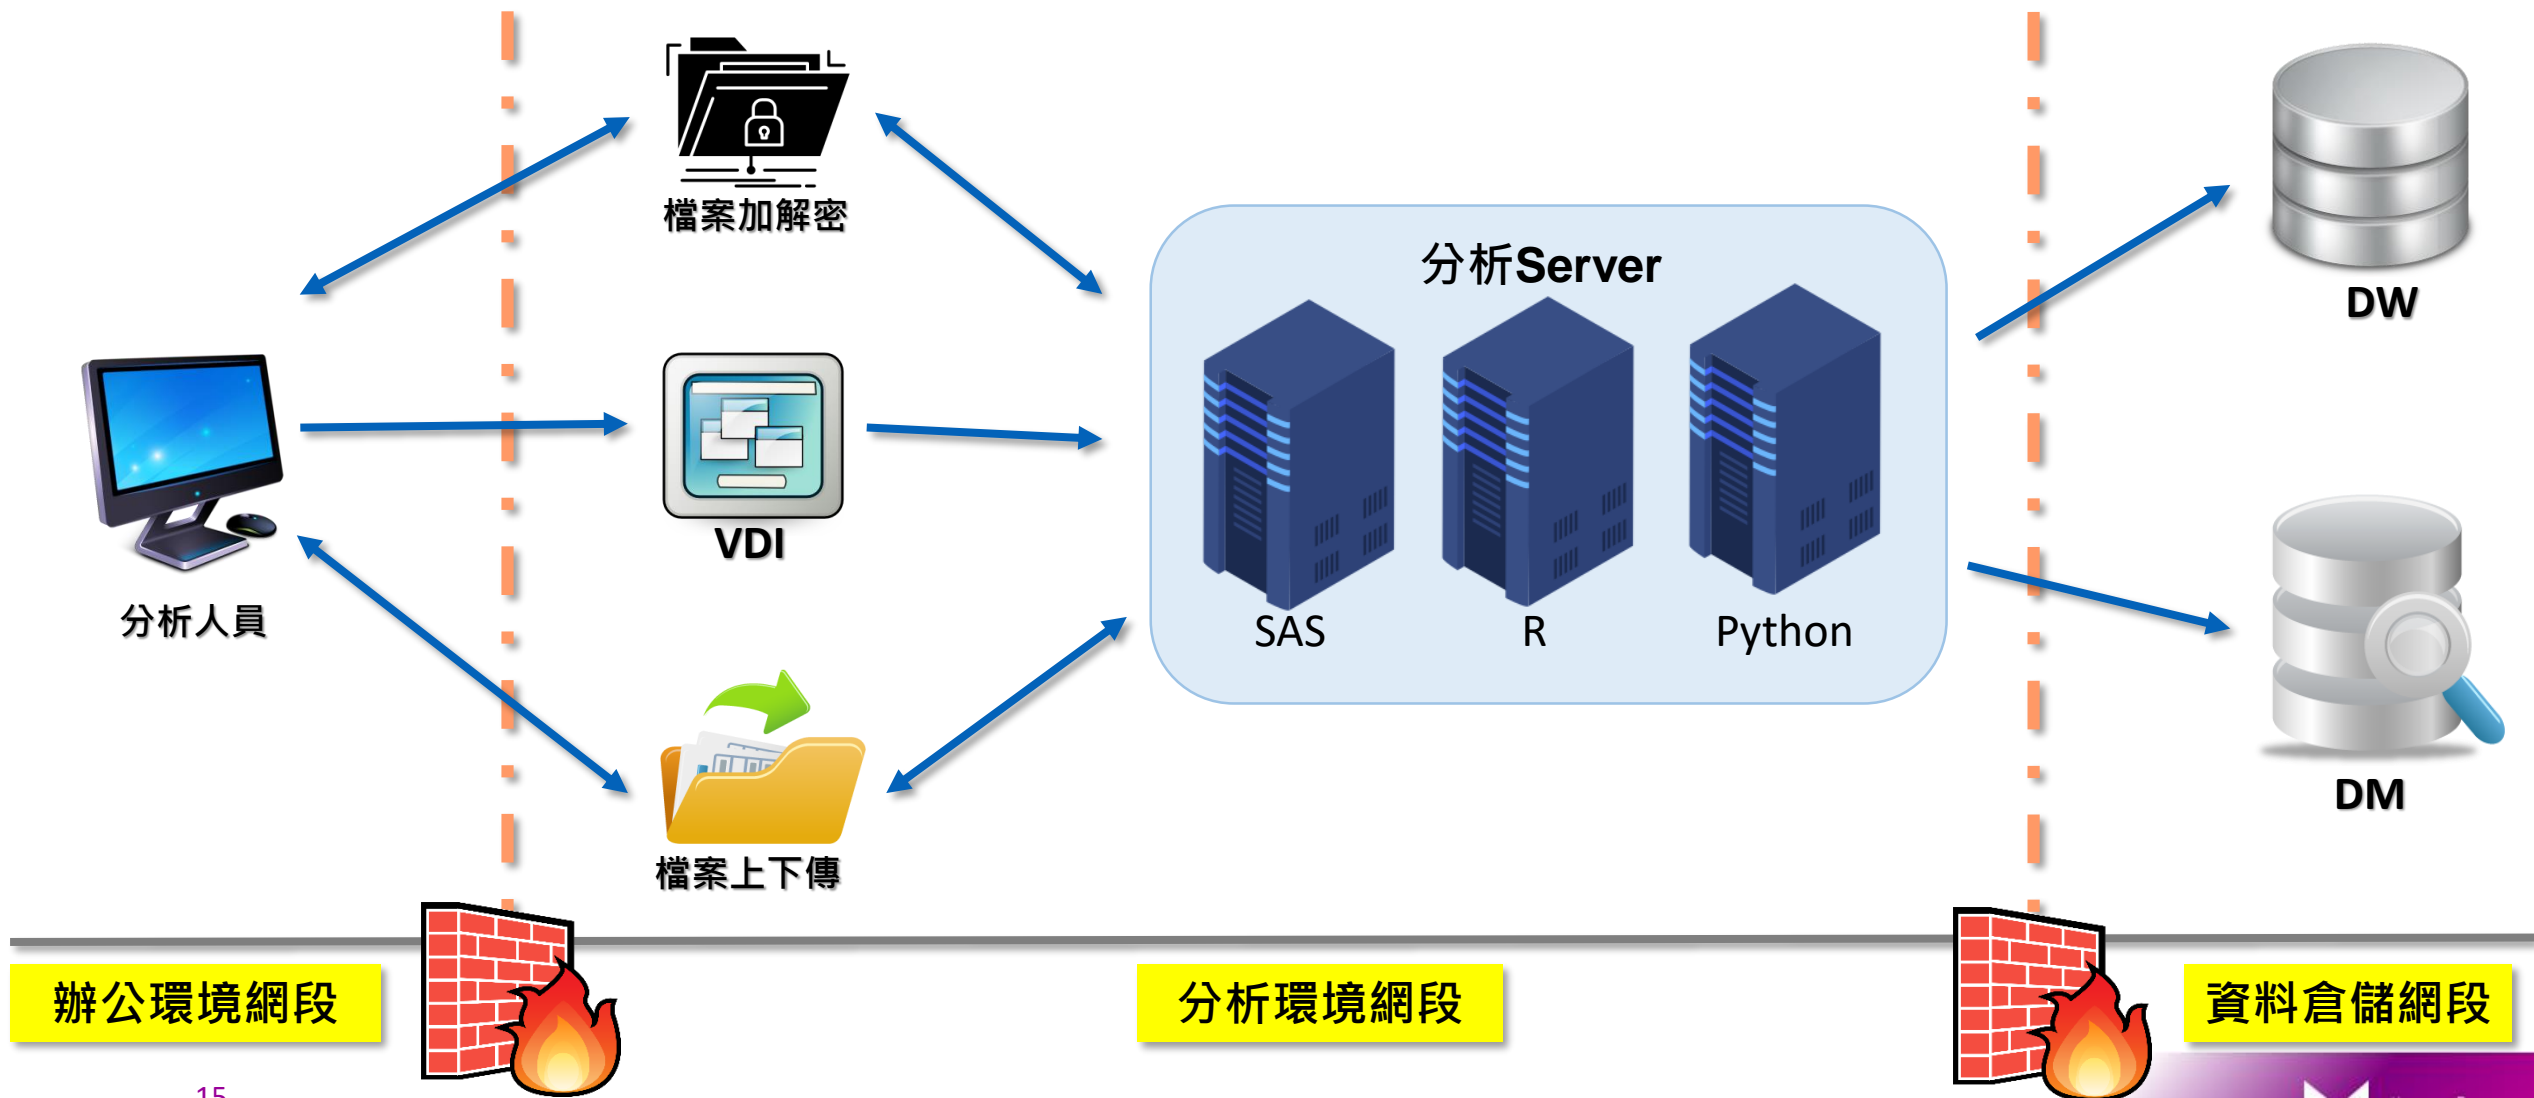 檔案加解密
分析Server
DW
VDI
分析人員
SAS
R
Python
DM
檔案上下傳
辦公環境網段
分析環境網段
資料倉儲網段
15